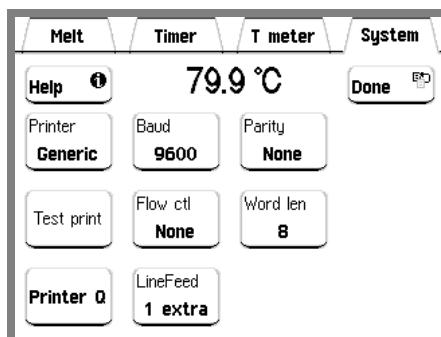 Melt Timer T meter System
Help 79.9 °C Done
Printer Baud Parity
Generic 9600 None
Test print Flow ctl Word len
None 8
Printer Q LineFeed
1 extra